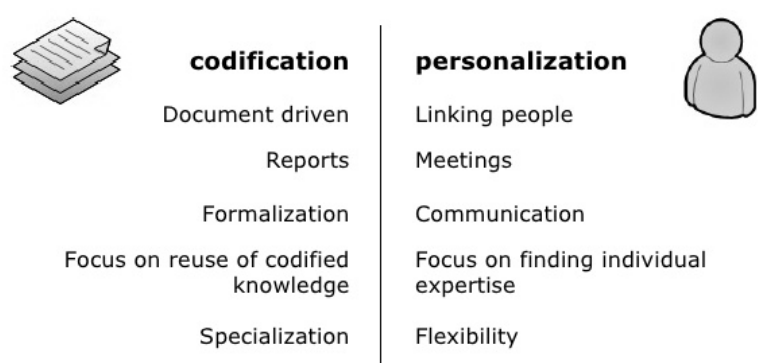 codification
personalization
Document driven
Linking people
Reports
Meetings
Formalization
Communication
Focus on reuse of codified
knowledge
Focus on finding individual
expertise
Specialization
Flexibility